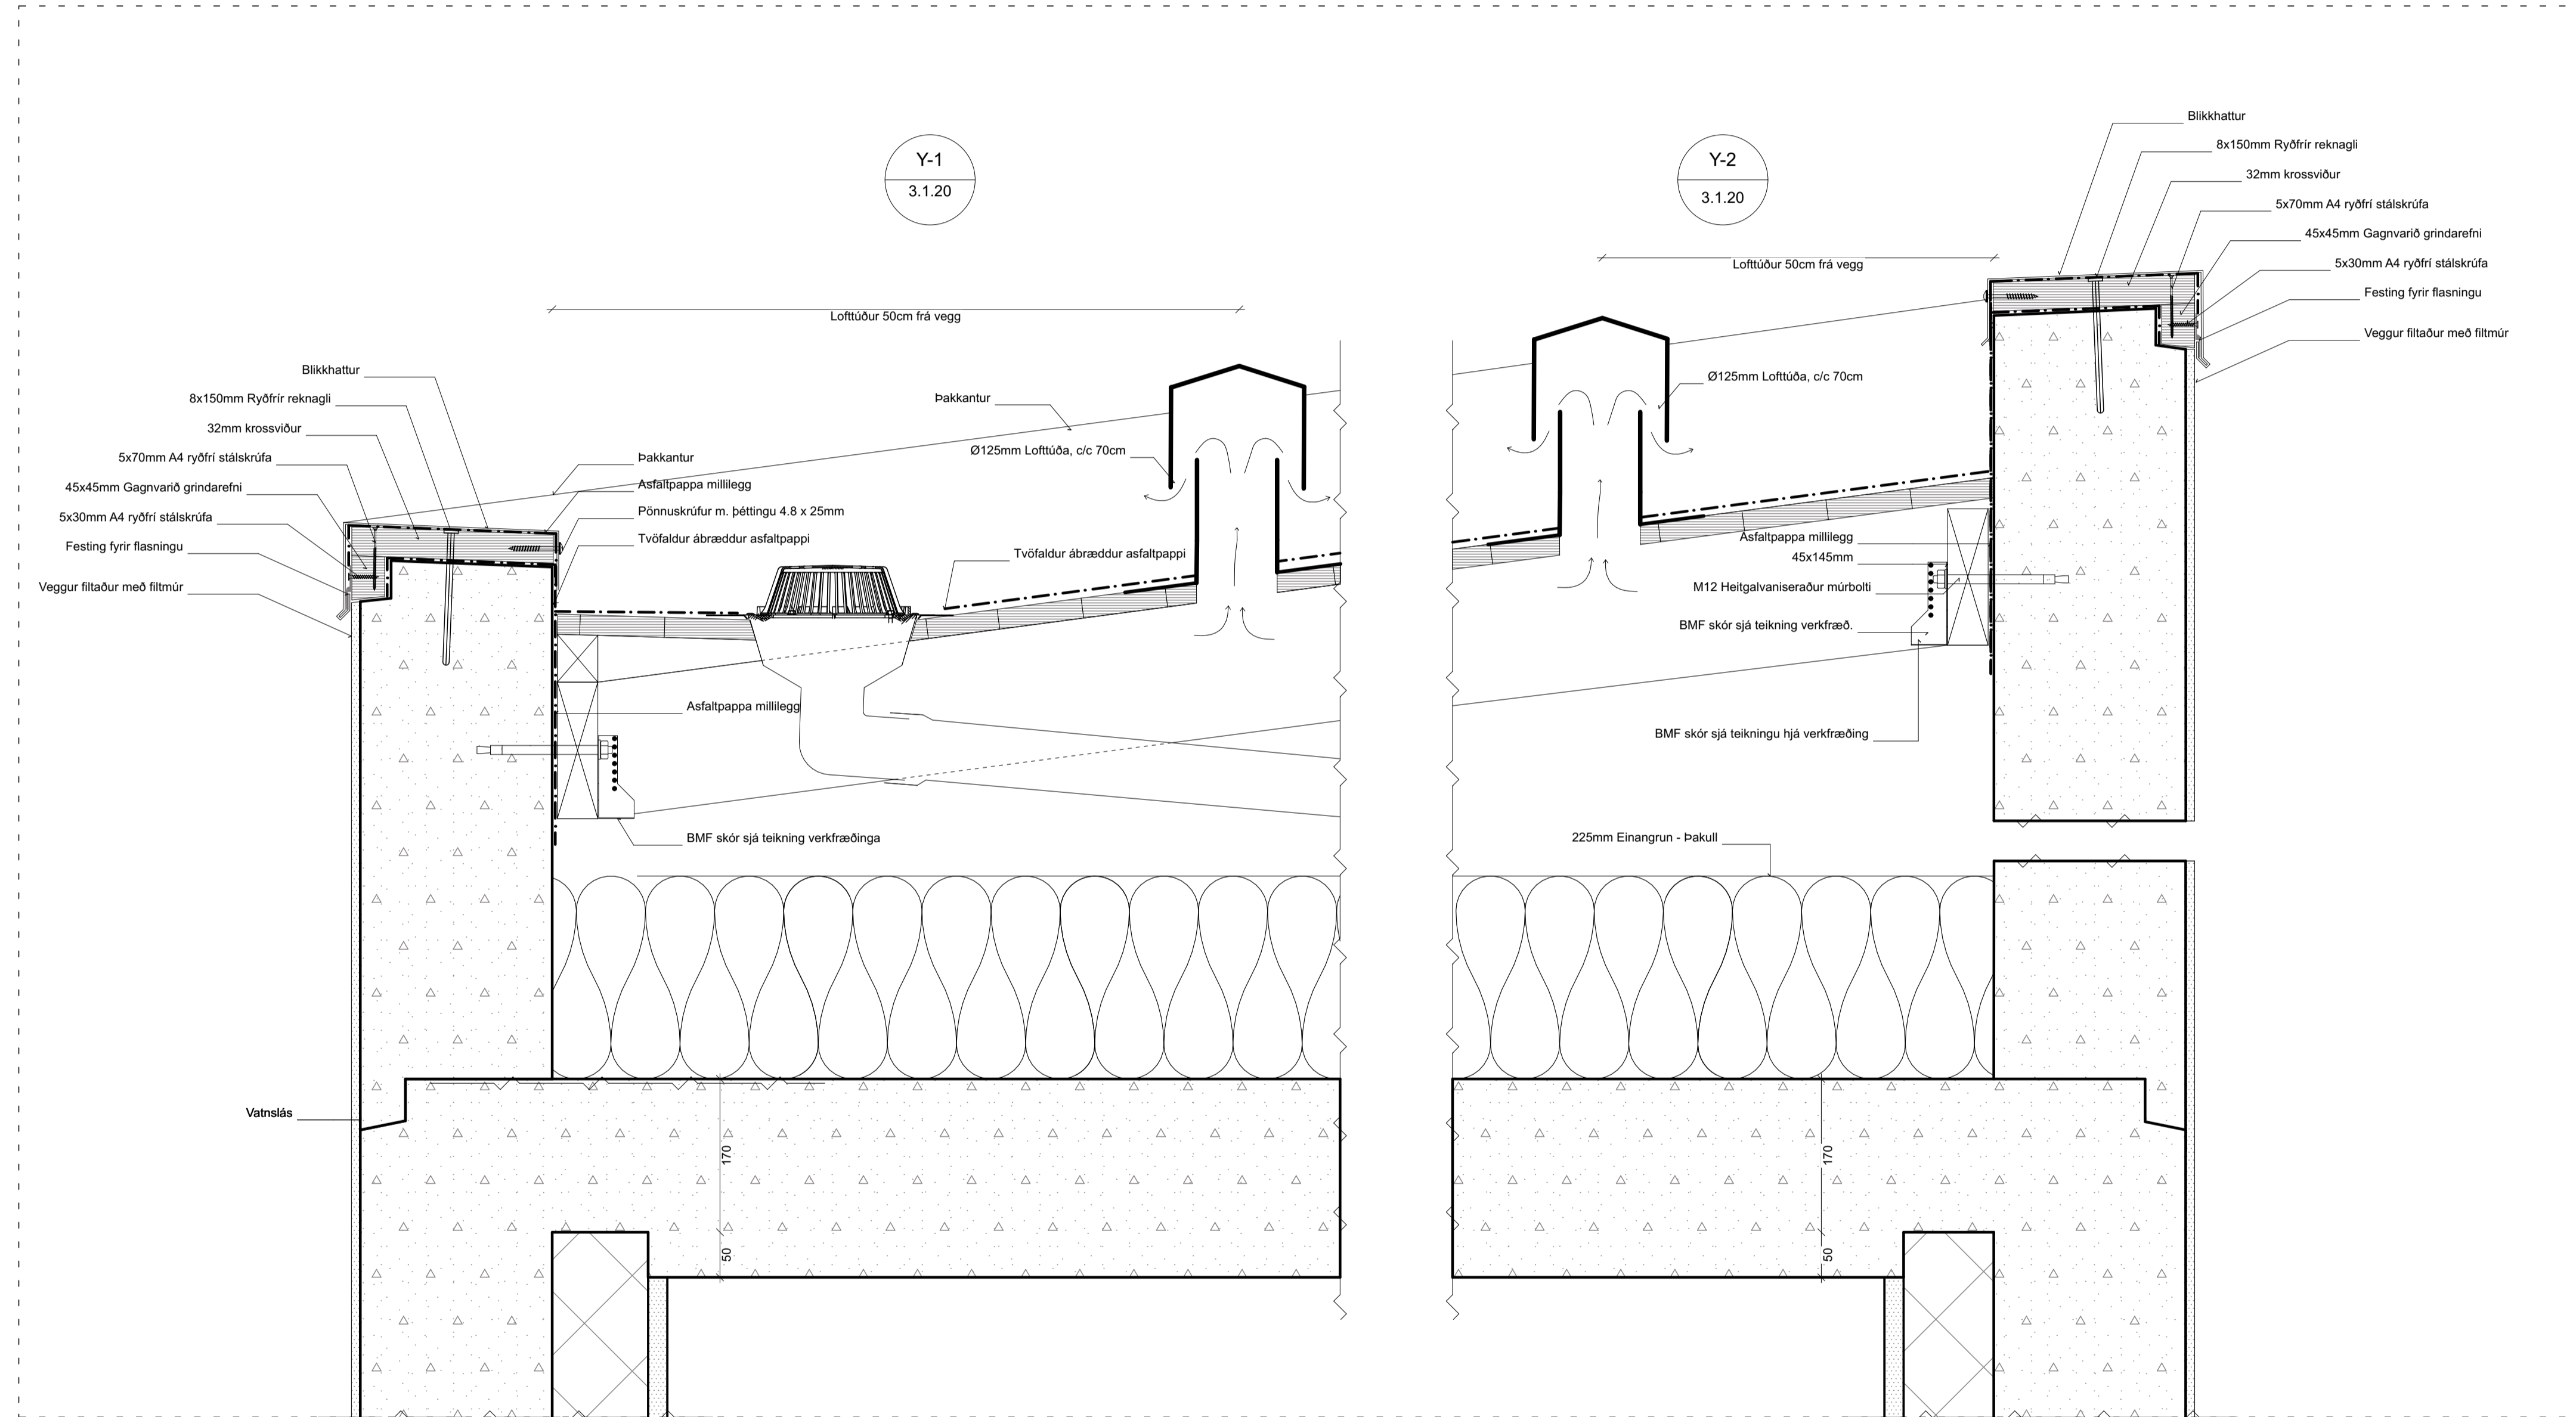 Y-1
3.1.20
Lofttúður 50cm frá vegg
Blikkhattur
8x150mm Ryðfrír reknagli
32mm krossviður
5x70mm A4 ryðfrí stálskrúfa
45x45mm Gagnvarið grindarefni
5x30mm A4 ryðfrí stálskrúfa
Festing fyrir flasningu
Veggur filtaður með filtmúr
Þakkantur
Asfaltpappa millilegg
Pönnuskrúfur m. þéttingu 4.8 x 25mm
Tvöfaldur ábræddur asfaltpappi
Þakkantur
Ø125mm Lofttúða, c/c 70cm
Tvöfaldur ábræddur asfaltpappi
Asfaltpappa millilegg
BMF skór sjá teikning verkfræðinga
Vatnslás
170
50
Y-2
3.1.20
Lofttúður 50cm frá vegg
Blikkhattur
8x150mm Ryðfrír reknagli
32mm krossviður
5x70mm A4 ryðfrí stálskrúfa
45x45mm Gagnvarið grindarefni
5x30mm A4 ryðfrí stálskrúfa
Festing fyrir flasningu
Veggur filtaður með filtmúr
Ø125mm Lofttúða, c/c 70cm
Asfaltpappa millilegg
45x145mm
M12 Heitgalvaniseraður múrbolti
BMF skór sjá teikning verkfræð.
BMF skór sjá teikningu hjá verkfræðing
225mm Einangrun - Þakull
170
50